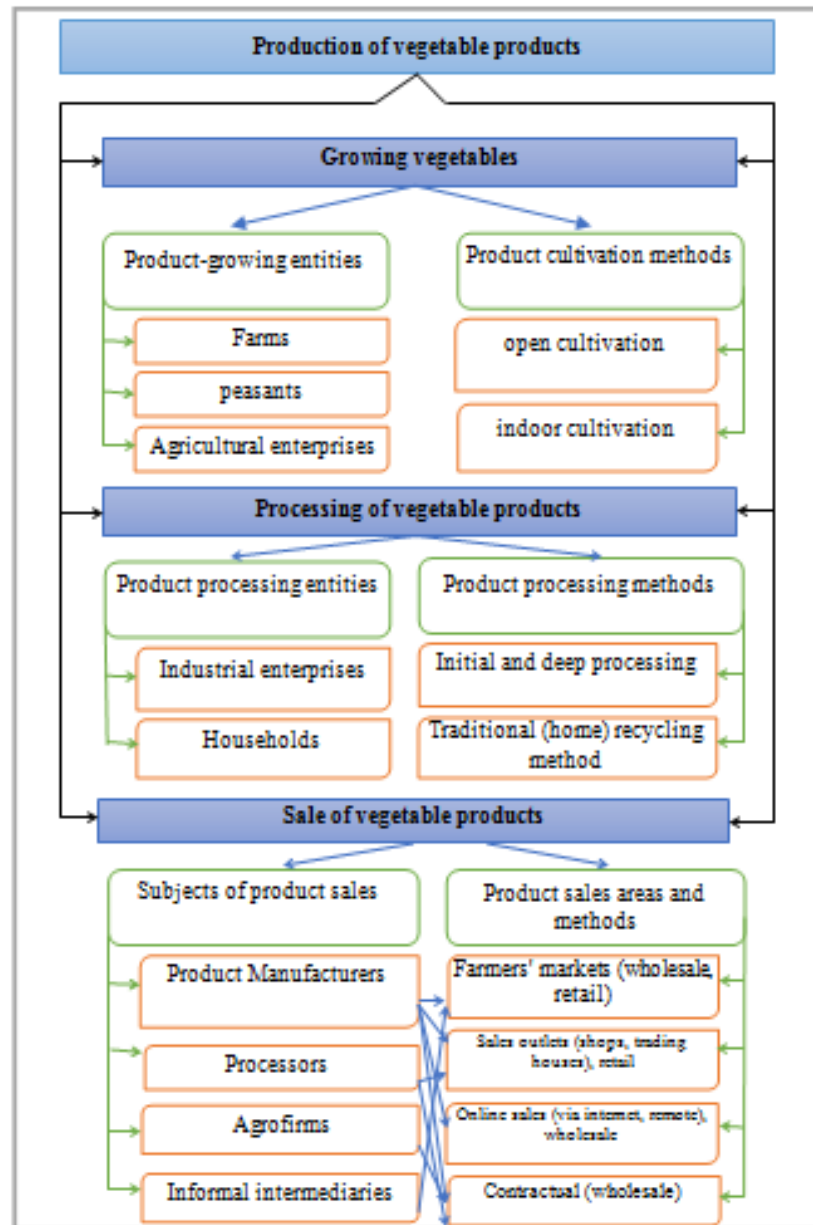 Production of vegetable products
Growing vegetables
Product-growing entities
Product cultivation methods
Farms
open cultivation
peasants
indoor cultivation
Agricultural enterprises
Processing of vegetable products
Product processing entities
Product processing methods
Industrial enterprises
Initial and deep processing
Households
Traditional (home) recycling
method
Sale of vegetable products
Subjects of product sales
Product sales areas and
methods
Product Manufacturers
Farmers' markets (wholesale,
retail)
Processors
Sales outlets (shops, trading
houses), retail
Agrofirms
Online sales (via internet, remote),
wholesale
Informal intermediaries
Contractual (wholesale)